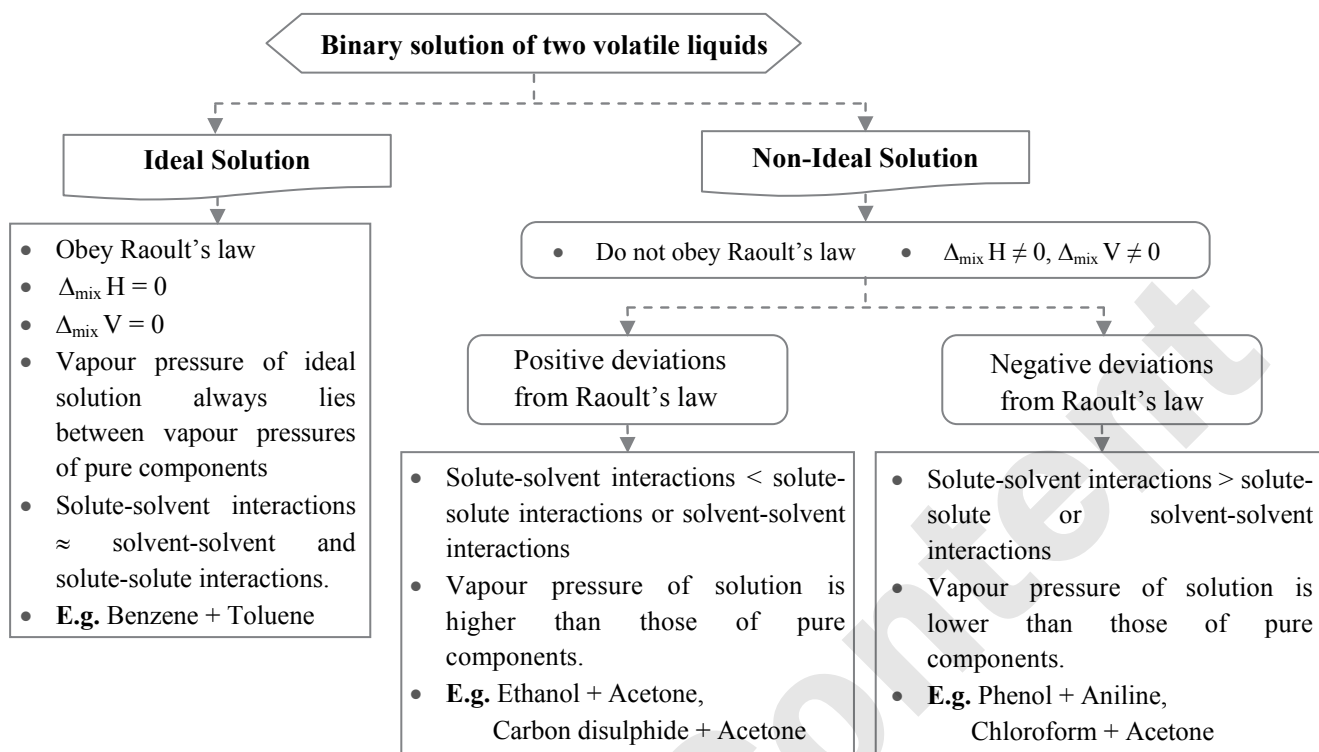 Binary solution of two volatile liquids
Ideal Solution
Non-Ideal Solution
• Obey Raoult’s law
• Δmix H = 0
• Δmix V = 0
• Vapour pressure of ideal
solution always lies
between vapour pressures
of pure components
• Solute-solvent interactions
≈ solvent-solvent and
solute-solute interactions.
• E.g. Benzene + Toluene
• Do not obey Raoult’s law • Δmix H ≠ 0, Δmix V ≠ 0
Positive deviations
from Raoult’s law
• Solute-solvent interactions < solute-
solute interactions or solvent-solvent
interactions
• Vapour pressure of solution is
higher than those of pure
components.
• E.g. Ethanol + Acetone,
Carbon disulphide + Acetone
Negative deviations
from Raoult’s law
• Solute-solvent interactions > solute-
solute or solvent-solvent
interactions
• Vapour pressure of solution is
lower than those of pure
components.
• E.g. Phenol + Aniline,
Chloroform + Acetone
ontent